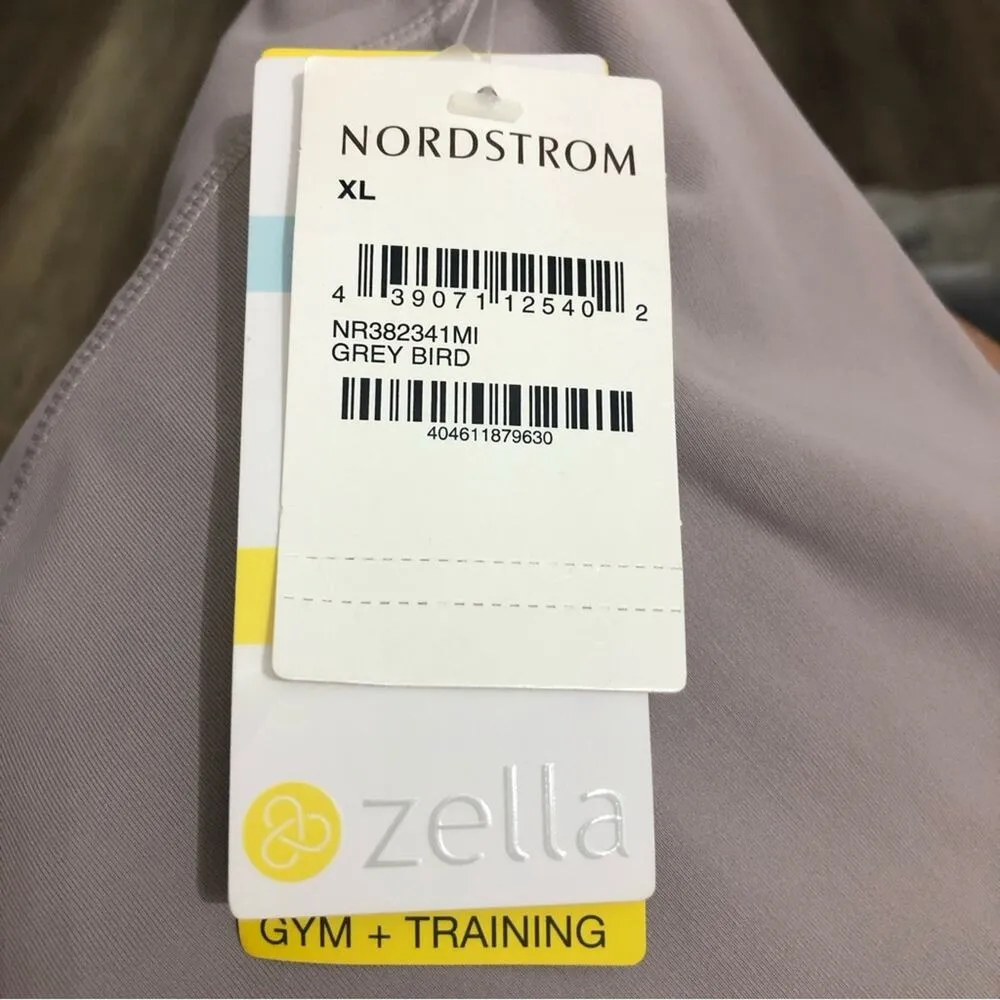 NORDSTROM
XL
4 39071 12540 2
NR382341MI
GREY BIRD
404611879630
zella
GYM + TRAINING